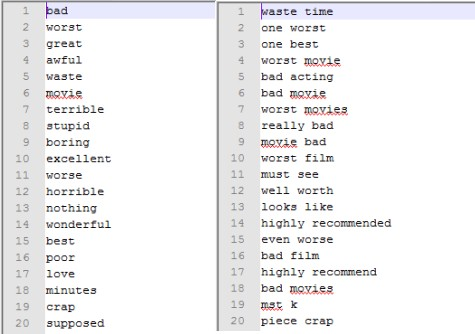 1 bad
2 worst
3 great
4 awful
5 waste
6 movie
7 terrible
8 stupid
9 boring
10 excellent
11 worse
12 horrible
13 nothing
14 wonderful
15 best
16 poor
17 love
18 minutes
19 crap
20 supposed
1 waste time
2 one worst
3 one best
4 worst movie
5 bad acting
6 bad movie
7 worst movies
8 really bad
9 movie bad
10 worst film
11 must see
12 well worth
13 looks like
14 highly recommended
15 even worse
16 bad film
17 highly recommend
18 bad movies
19 mst k
20 piece crap